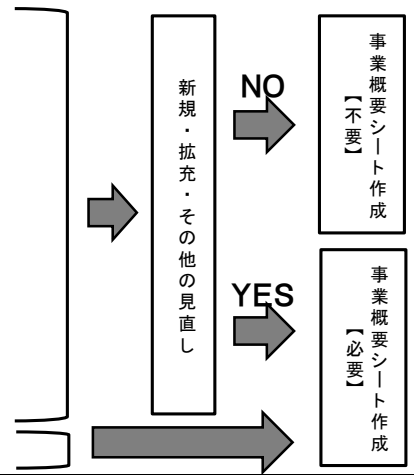 新規・拡充・その他の見直し
NO
事業概要シート作成
【不要】
YES
事業概要シート作成
【必要】